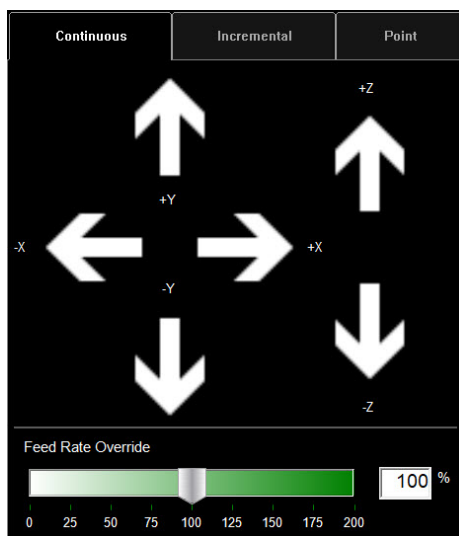 Continuous Incremental Point
+Z
+Y
-X +X
-Y
-Z
Feed Rate Override
100 %
0 25 50 75 100 125 150 175 200